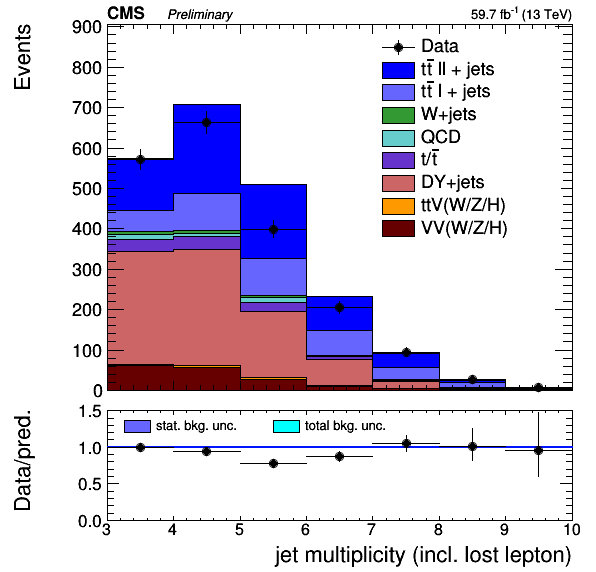 CMS Preliminary 59.7 fb⁻¹ (13 TeV)
Events
900
800
700
600
500
400
300
200
100
0
Data
tt̄ ll + jets
tt̄ l + jets
W+jets
QCD
t/t̄
DY+jets
ttV(W/Z/H)
VV(W/Z/H)
Data/pred.
1.5
1.0
0.5
0.0
stat. bkg. unc. total bkg. unc.
3 4 5 6 7 8 9 10
jet multiplicity (incl. lost lepton)